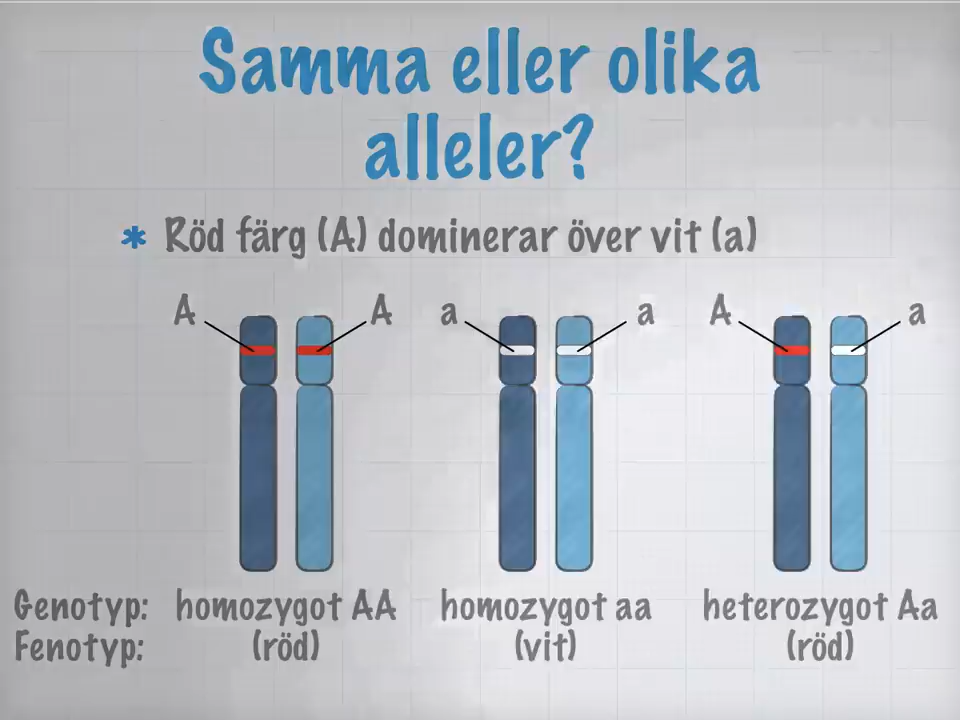 Samma eller olika
alleler?
* Röd färg (A) dominerar över vit (a)
A A a a A a
Genotyp: homozygot AA homozygot aa heterozygot Aa
Fenotyp: (röd) (vit) (röd)